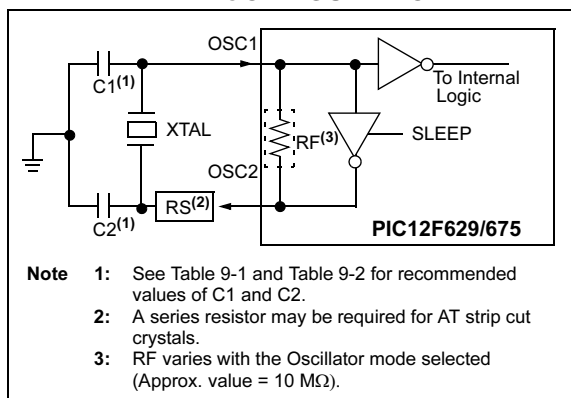 OSC1
C1(1)
To Internal
Logic
XTAL
RF(3)
SLEEP
OSC2
RS(2)
C2(1)
PIC12F629/675
Note 1: See Table 9-1 and Table 9-2 for recommended
values of C1 and C2.
2: A series resistor may be required for AT strip cut
crystals.
3: RF varies with the Oscillator mode selected
(Approx. value = 10 MΩ).